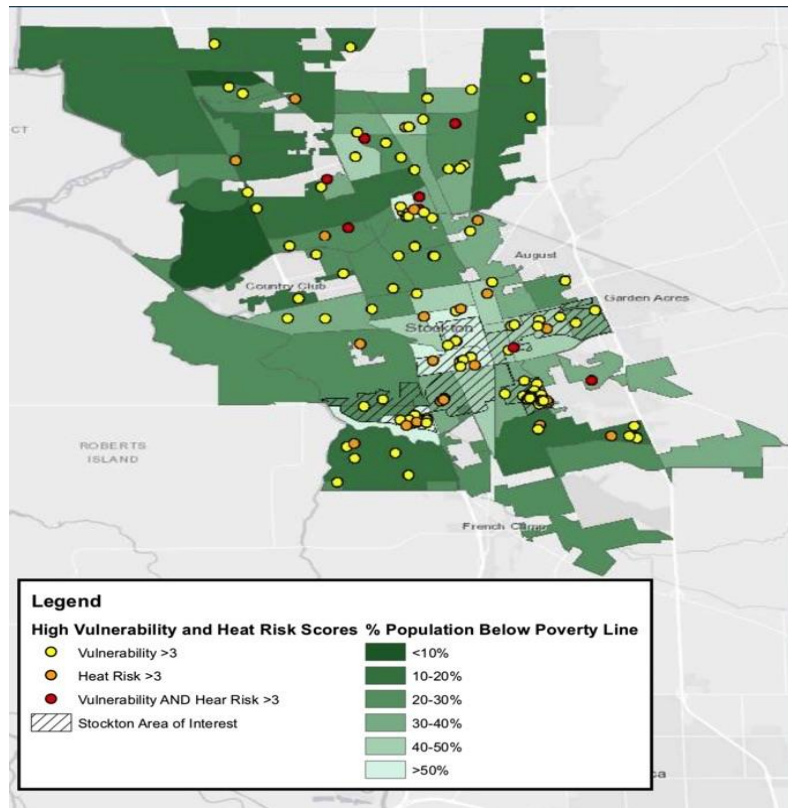 CT
August
Country Club
Garden Acres
Stockton
ROBERTS
ISLAND
French Camp
Legend
High Vulnerability and Heat Risk Scores
Vulnerability >3
Heat Risk >3
Vulnerability AND Hear Risk >3
Stockton Area of Interest
% Population Below Poverty Line
<10%
10-20%
20-30%
30-40%
40-50%
>50%
ca